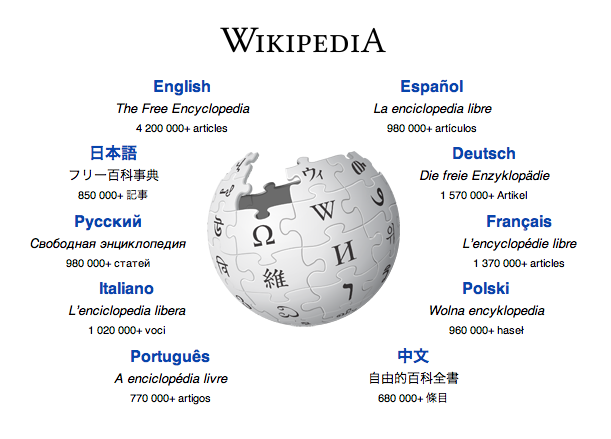 WIKIPEDIA
English
The Free Encyclopedia
4 200 000+ articles
Español
La enciclopedia libre
980 000+ artículos
日本語
フリー百科事典
850 000+ 記事
Deutsch
Die freie Enzyklopädie
1 570 000+ Artikel
Русский
Свободная энциклопедия
980 000+ статей
Français
L'encyclopédie libre
1 370 000+ articles
Italiano
L'enciclopedia libera
1 020 000+ voci
Polski
Wolna encyklopedia
960 000+ haseł
Português
A enciclopédia livre
770 000+ artigos
中文
自由的百科全書
680 000+ 條目
ウィ
W
Ω
И
維